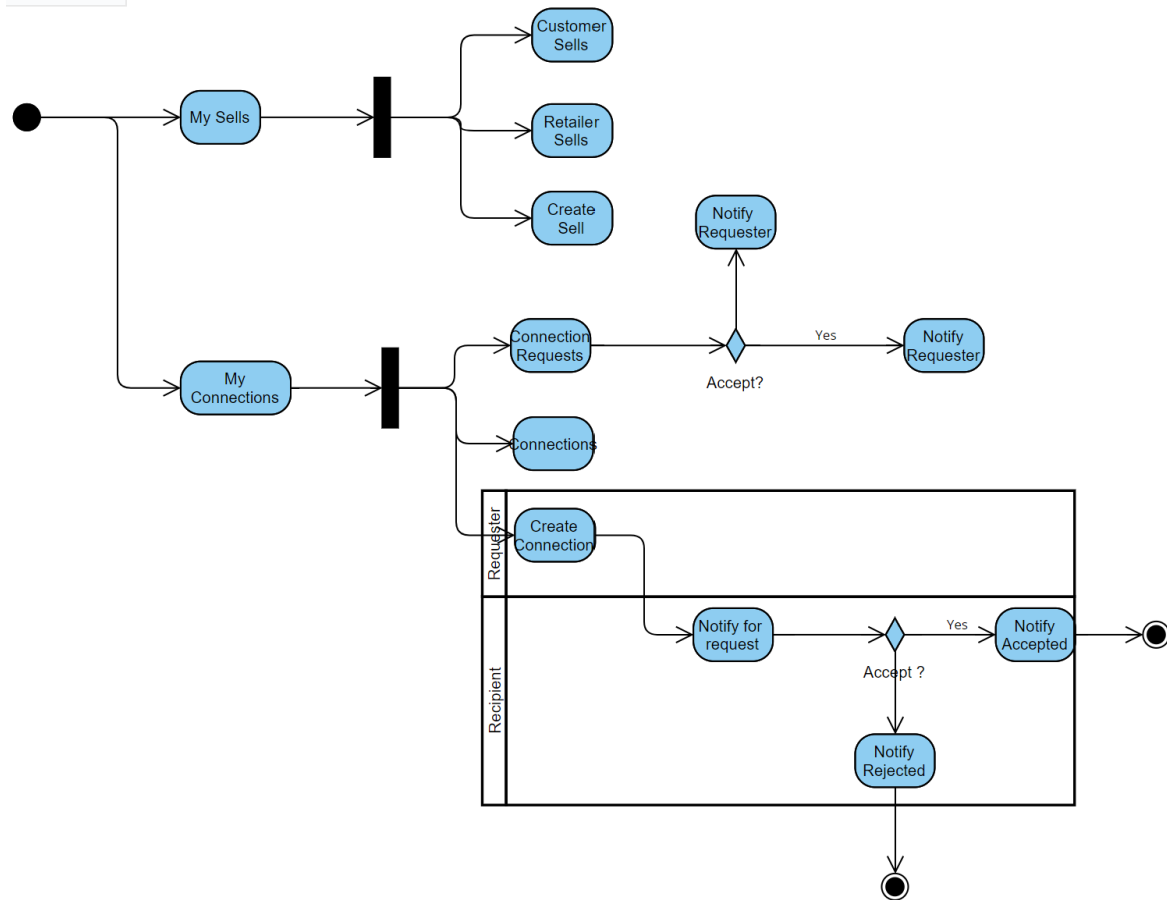 Customer
Sells
My Sells
Retailer
Sells
Create
Sell
Notify
Requester
Connection
Requests
Yes
Notify
Requester
Accept?
My
Connections
Connections
Requester
Create
Connection
Recipient
Notify for
request
Yes
Notify
Accepted
Accept ?
Notify
Rejected